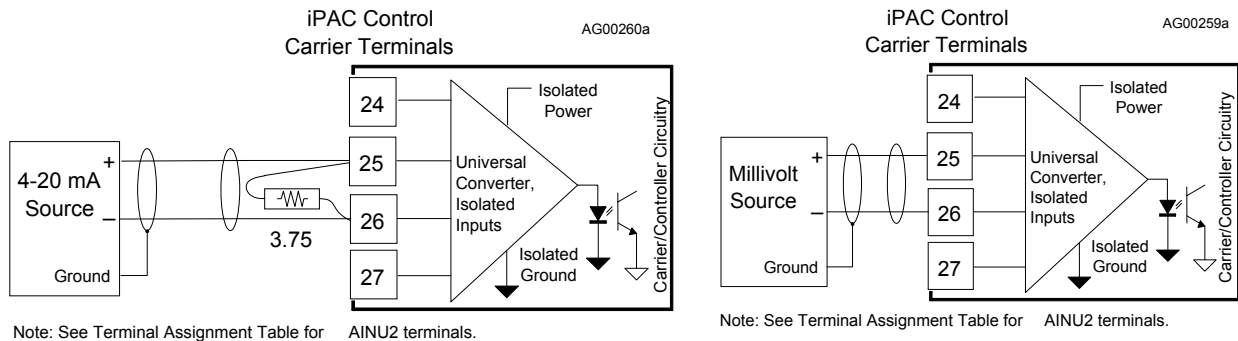 iPAC Control
Carrier Terminals
AG00260a
24
25
26
27
4-20 mA
Source
+
–
Ground
3.75
Universal
Converter,
Isolated
Inputs
Isolated
Power
Isolated
Ground
Carrier/Controller Circuitry
Note: See Terminal Assignment Table for AINU2 terminals.
iPAC Control
Carrier Terminals
AG00259a
24
25
26
27
Millivolt
Source
+
–
Ground
Universal
Converter,
Isolated
Inputs
Isolated
Power
Isolated
Ground
Carrier/Controller Circuitry
Note: See Terminal Assignment Table for AINU2 terminals.